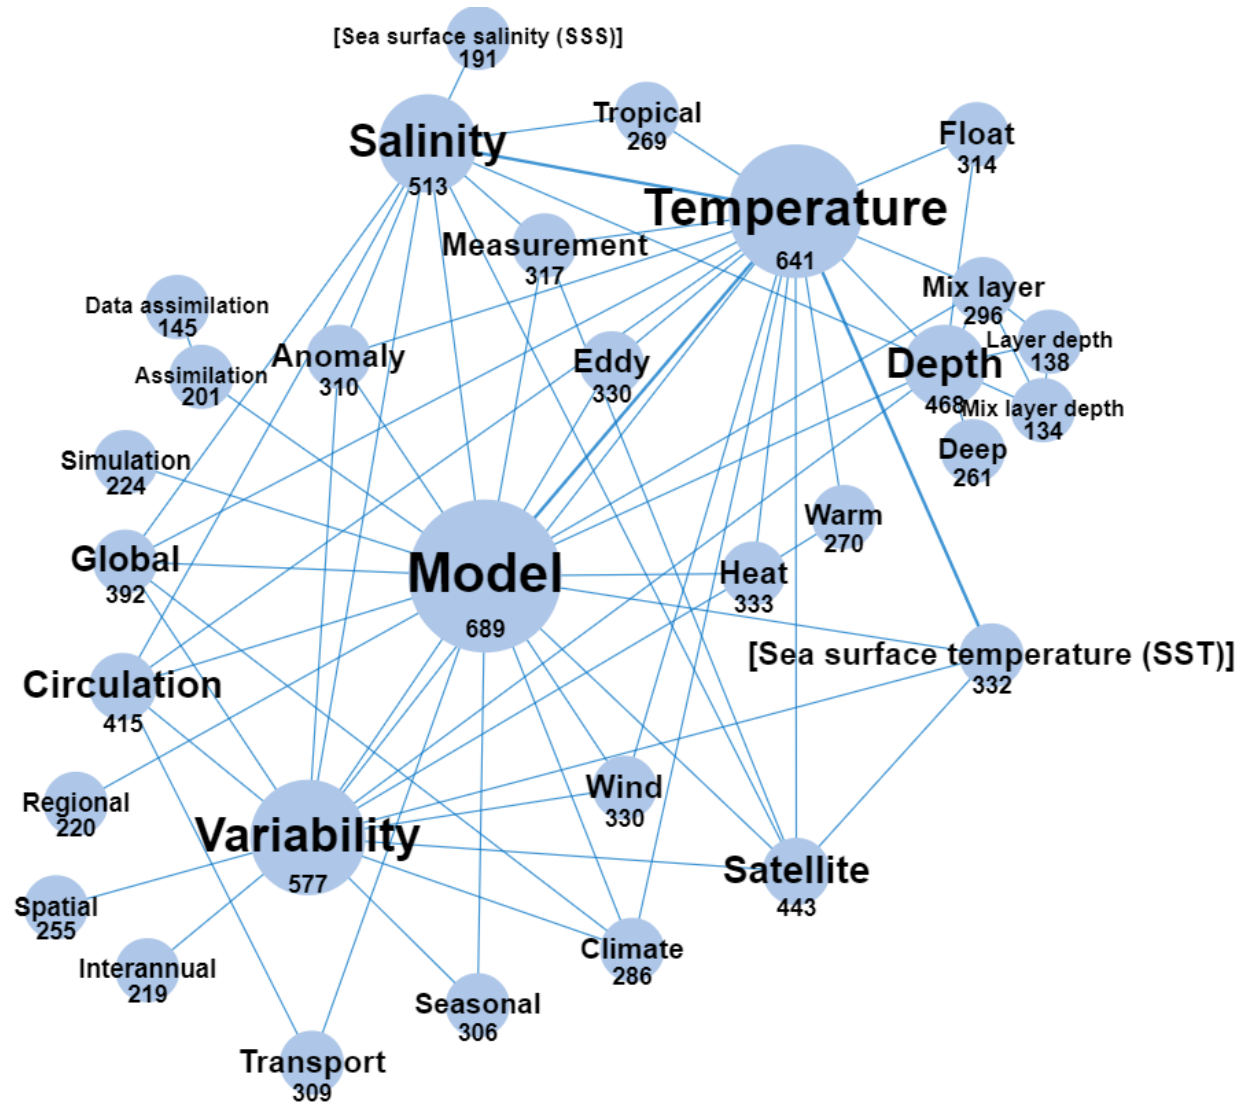 [Sea surface salinity (SSS)]
191
Tropical
269
Salinity
513
Float
314
Temperature
641
Measurement
317
Mix layer
296
Data assimilation
145
Layer depth
138
Anomaly
310
Eddy
330
Depth
468
Assimilation
201
Mix layer depth
134
Deep
261
Simulation
224
Warm
270
Global
392
Model
689
Heat
333
[Sea surface temperature (SST)]
332
Circulation
415
Regional
220
Wind
330
Variability
577
Satellite
443
Spatial
255
Climate
286
Interannual
219
Seasonal
306
Transport
309